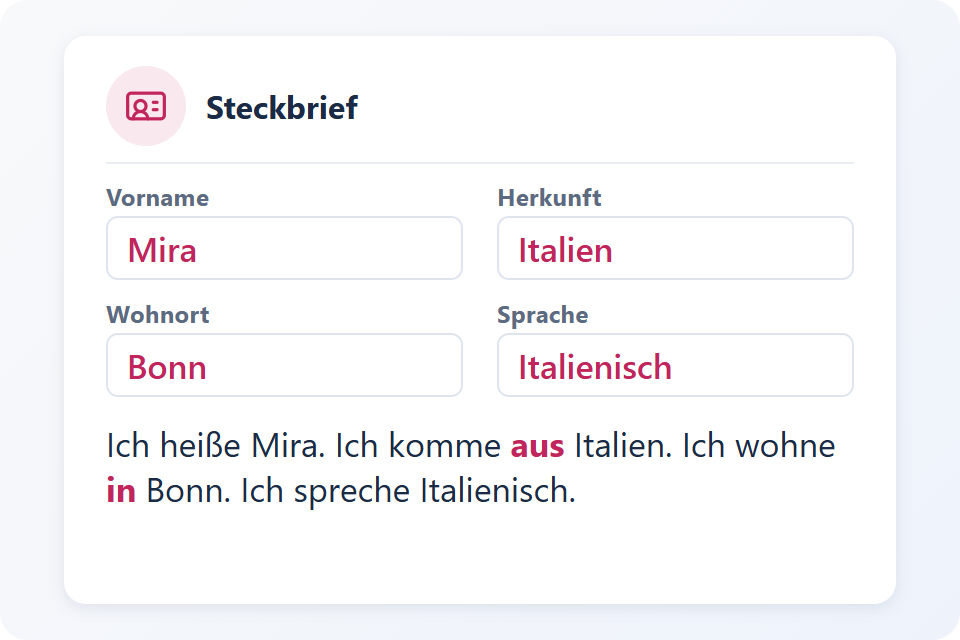 Steckbrief
Vorname
Mira
Herkunft
Italien
Wohnort
Bonn
Sprache
Italienisch
Ich heiße Mira. Ich komme aus Italien. Ich wohne
in Bonn. Ich spreche Italienisch.